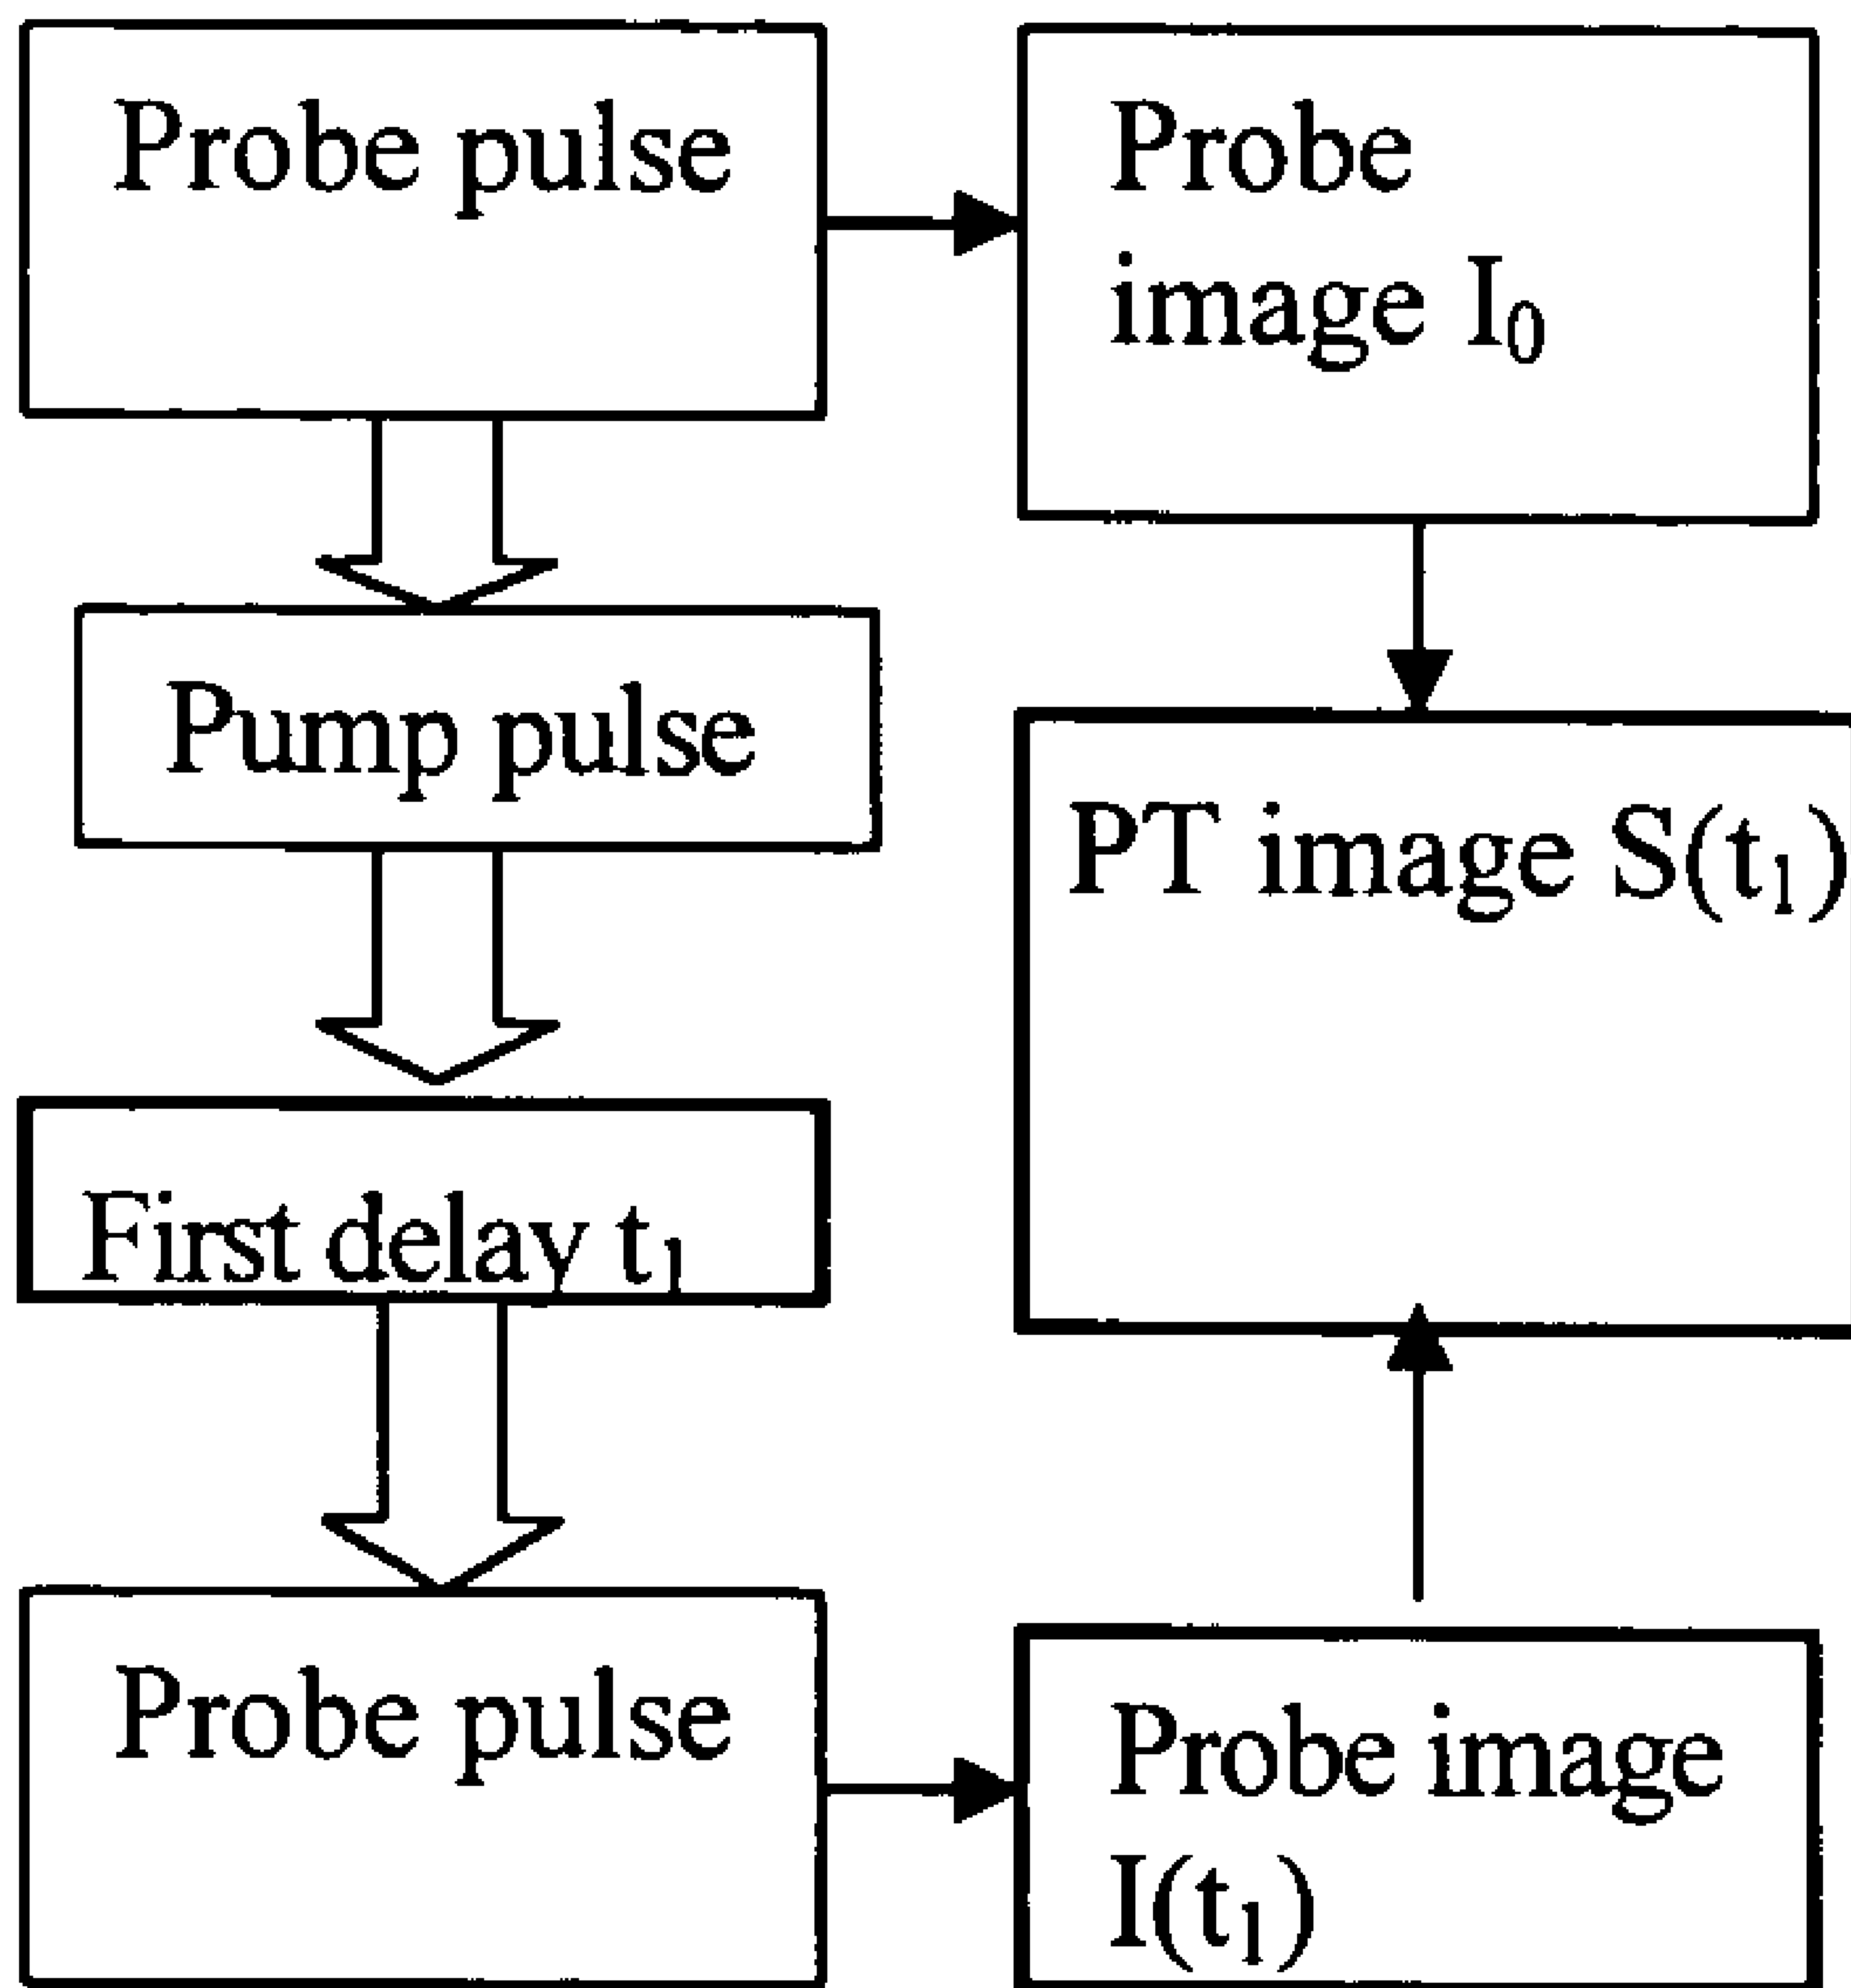 Probe pulse
Probe
image I₀
Pump pulse
PT image S(t₁)
First delay t₁
Probe pulse
Probe image
I(t₁)